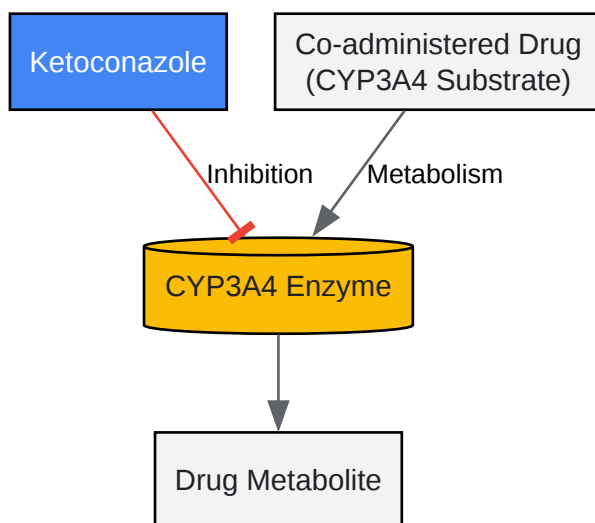 Ketoconazole
Co-administered Drug
(CYP3A4 Substrate)
Inhibition
Metabolism
CYP3A4 Enzyme
Drug Metabolite